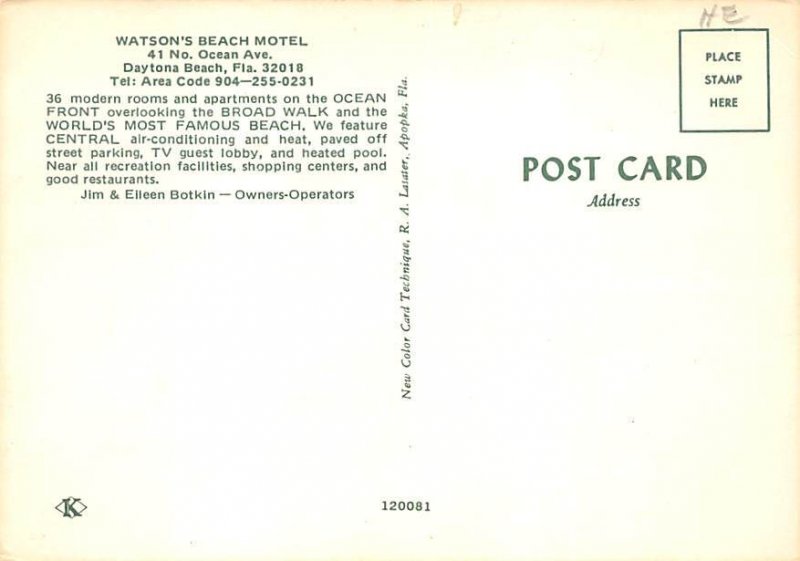 WATSON'S BEACH MOTEL
41 No. Ocean Ave.
Daytona Beach, Fla. 32018
Tel: Area Code 904—255-0231
36 modern rooms and apartments on the OCEAN
FRONT overlooking the BROAD WALK and the
WORLD'S MOST FAMOUS BEACH. We feature
CENTRAL air-conditioning and heat, paved off
street parking, TV guest lobby, and heated pool.
Near all recreation facilities, shopping centers, and
good restaurants.
Jim & Eileen Botkin — Owners-Operators
New Color Card Technique, R. A. Lasater, Apopka, Fla.
HE
PLACE
STAMP
HERE
POST CARD
Address
K
120081